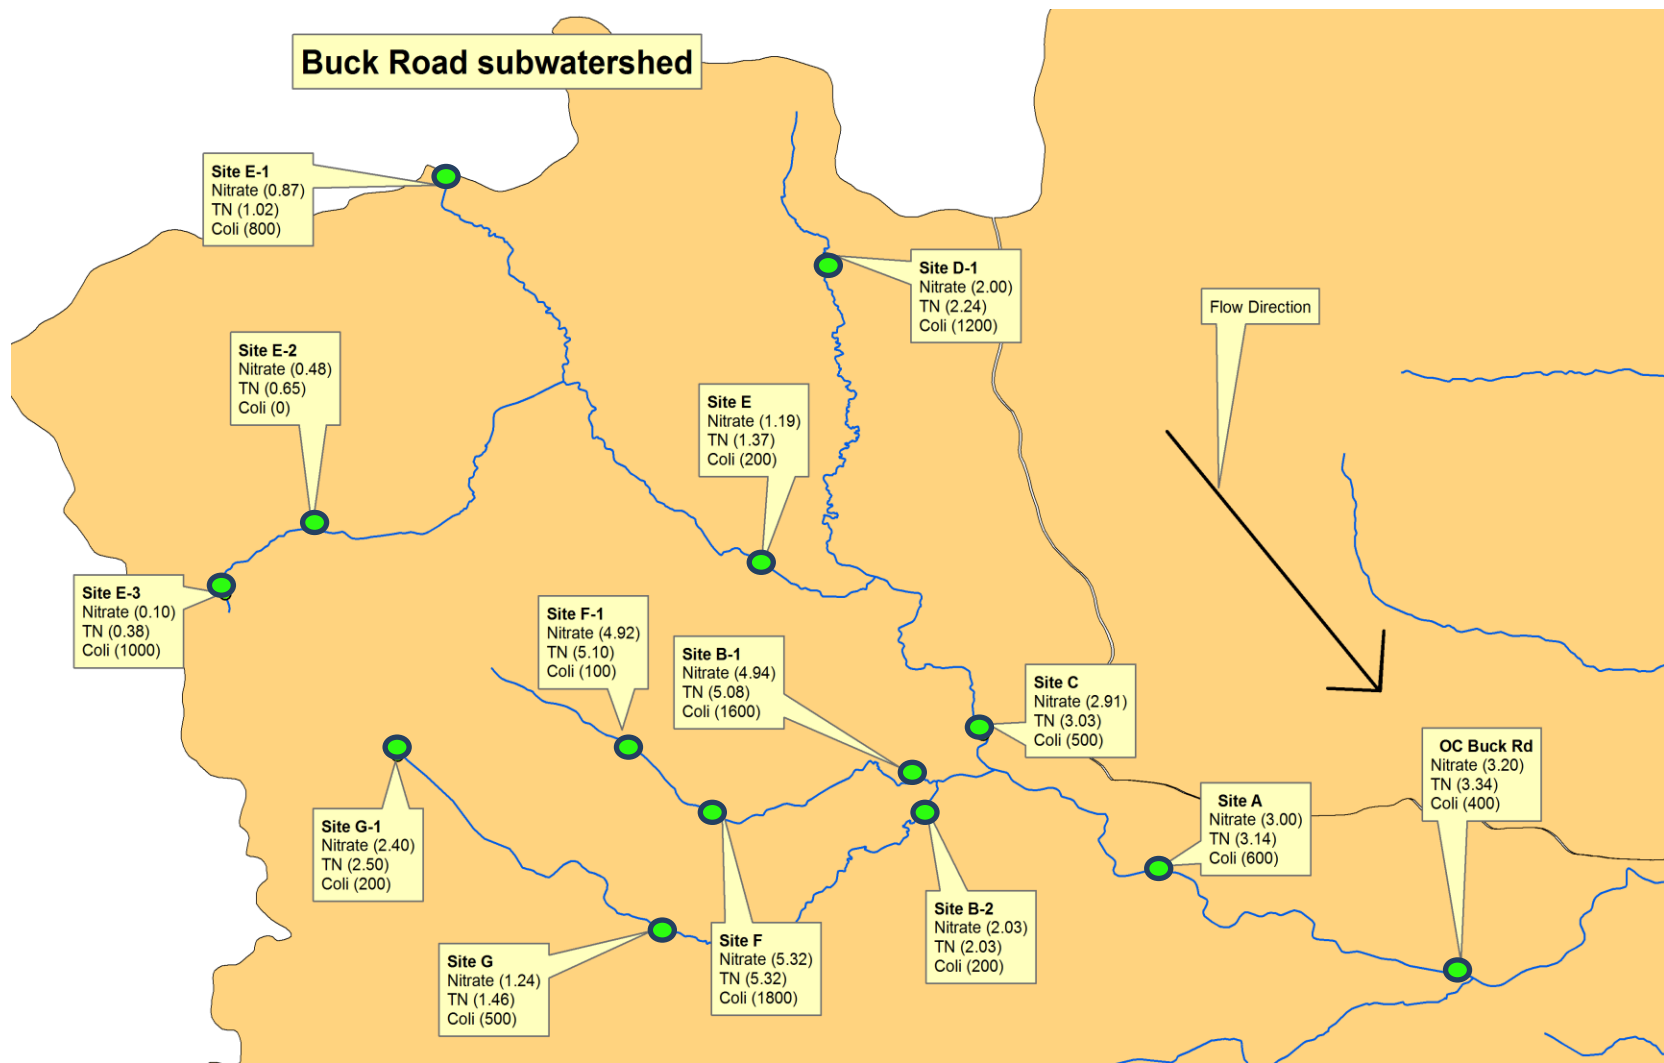 Buck Road subwatershed
Site E-1
Nitrate (0.87)
TN (1.02)
Coli (800)
Site D-1
Nitrate (2.00)
TN (2.24)
Coli (1200)
Flow Direction
Site E-2
Nitrate (0.48)
TN (0.65)
Coli (0)
Site E
Nitrate (1.19)
TN (1.37)
Coli (200)
Site E-3
Nitrate (0.10)
TN (0.38)
Coli (1000)
Site F-1
Nitrate (4.92)
TN (5.10)
Coli (100)
Site B-1
Nitrate (4.94)
TN (5.08)
Coli (1600)
Site C
Nitrate (2.91)
TN (3.03)
Coli (500)
OC Buck Rd
Nitrate (3.20)
TN (3.34)
Coli (400)
Site A
Nitrate (3.00)
TN (3.14)
Coli (600)
Site G-1
Nitrate (2.40)
TN (2.50)
Coli (200)
Site B-2
Nitrate (2.03)
TN (2.03)
Coli (200)
Site F
Nitrate (5.32)
TN (5.32)
Coli (1800)
Site G
Nitrate (1.24)
TN (1.46)
Coli (500)